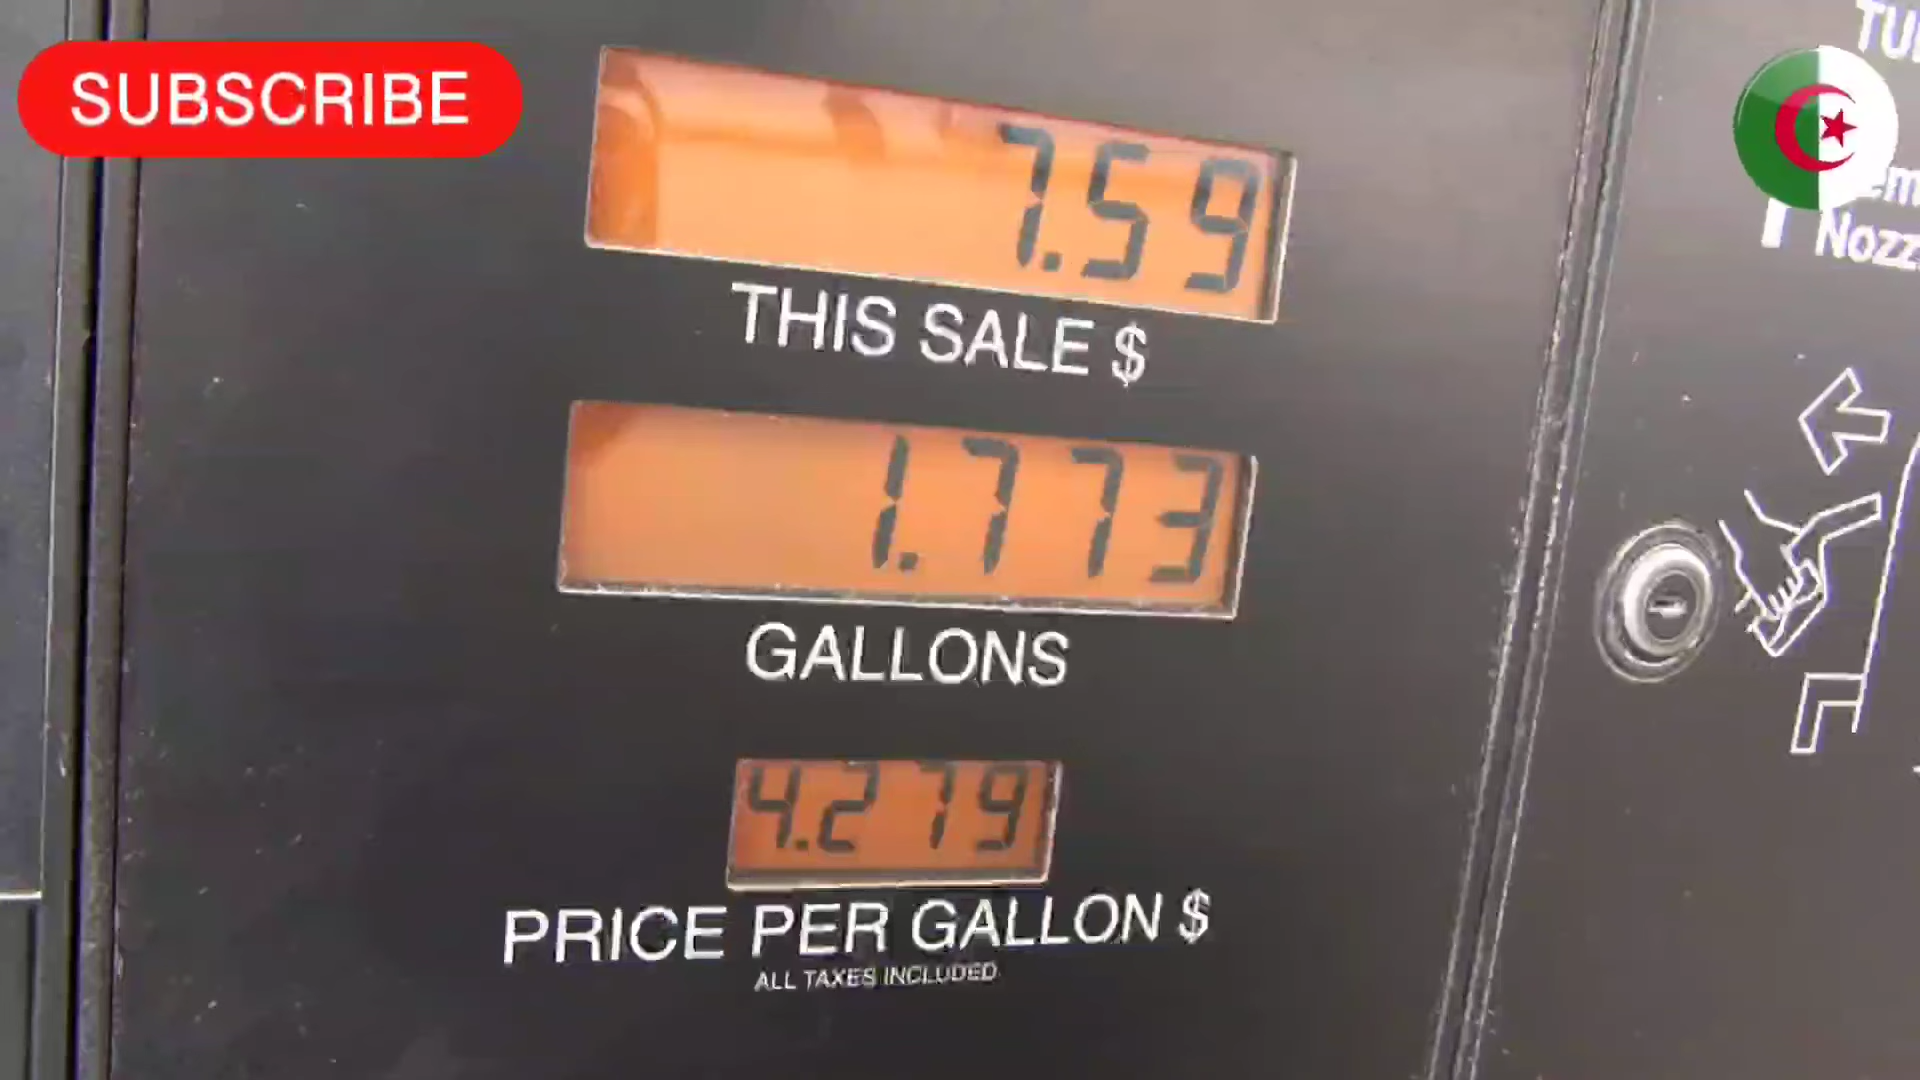 SUBSCRIBE
7.59
THIS SALE $
1.773
GALLONS
4.279
PRICE PER GALLON $
ALL TAXES INCLUDED